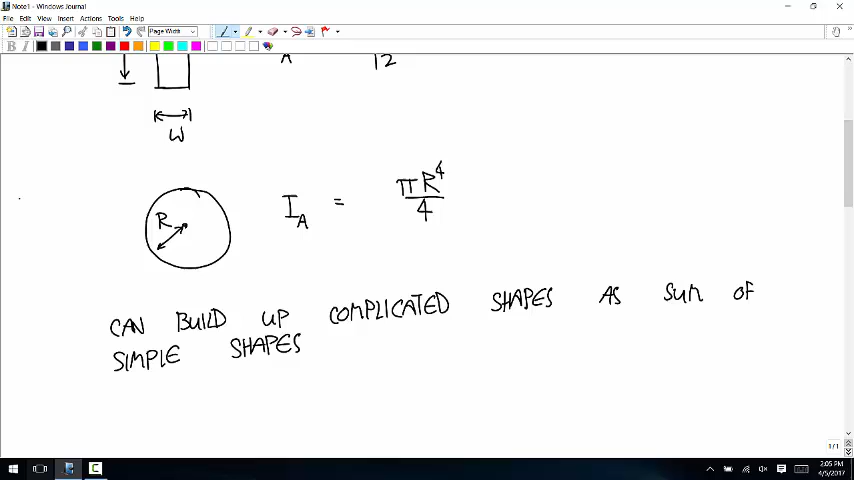 Note1 - Windows Journal
File Edit View Insert Actions Tools Help
Page Width
B I
A 12
W
R I_A = πR^4/4
CAN BUILD UP COMPLICATED SHAPES AS SUM OF
SIMPLE SHAPES
1/1
2:05 PM
4/5/2017